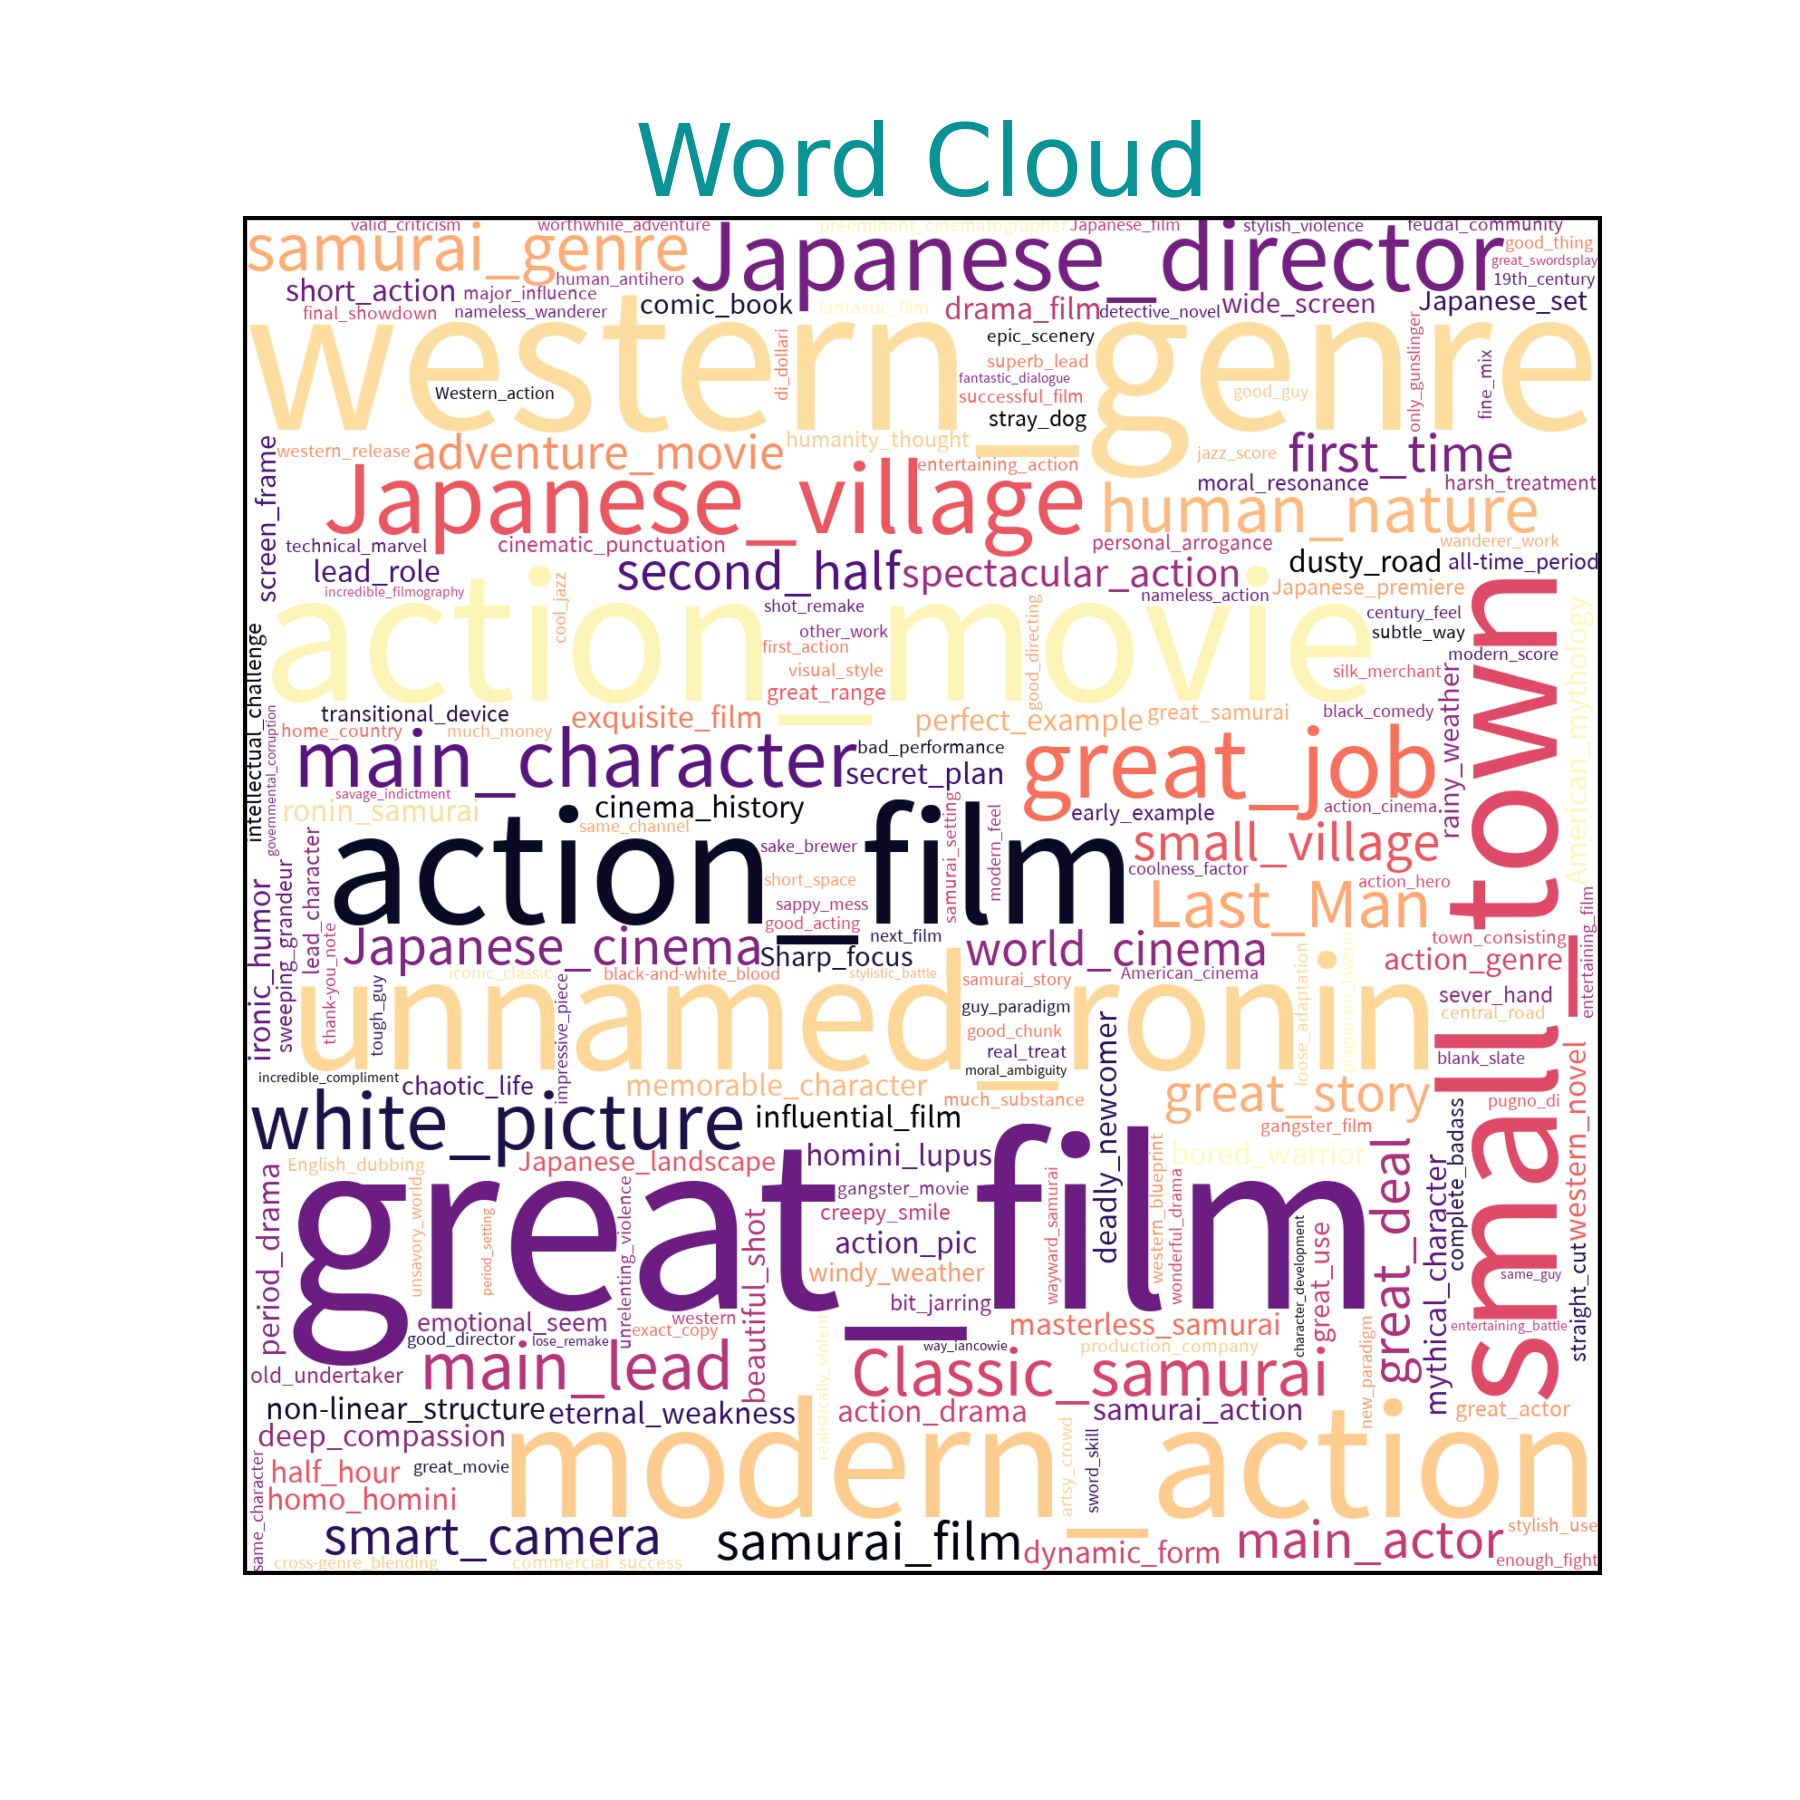 Word Cloud
valid_criticism
worthwhile_adventure
preeminent_cinematographer
Japanese_film
stylish_violence
feudal_community
samurai_genre
Japanese_director
good_thing
great_swordsplay
human_antihero
19th_century
short_action
major_influence
comic_book
fantastic_film
drama_film
detective_novel
wide_screen
Japanese_set
final_showdown
nameless_wanderer
western_genre
di_dollari
epic_scenery
superb_lead
fantastic_dialogue
successful_film
only_gunslinger
fine_mix
Western_action
good_guy
stray_dog
screen_frame
western_release
adventure_movie
humanity_thought
entertaining_action
jazz_score
first_time
Japanese_village
moral_resonance
harsh_treatment
human_nature
technical_marvel
cinematic_punctuation
personal_arrogance
wanderer_work
lead_role
second_half
spectacular_action
dusty_road
all-time_period
incredible_filmography
cool_jazz
nameless_action
Japanese_premiere
action_movie
shot_remake
good_directing
century_feel
American_mythology
small_town
intellectual_challenge
other_work
subtle_way
first_action
modern_score
visual_style
silk_merchant
great_range
rainy_weather
governmental_corruption
transitional_device
exquisite_film
perfect_example
great_samurai
black_comedy
home_country
much_money
main_character
bad_performance
great_job
secret_plan
savage_indictment
ronin_samurai
cinema_history
samurai_setting
modern_feel
early_example
action_cinema
same_channel
action_film
sake_brewer
small_village
lead_character
sweeping_grandeur
ironic_humor
short_space
coolness_factor
action_hero
sappy_mess
Last_Man
good_acting
entertaining_film
thank-you_note
Japanese_cinema
next_film
world_cinema
town_consisting
Sharp_focus
action_genre
iconic_classic
black-and-white_blood
stylistic_battle
samurai_story
American_cinema
loose_adaptation
plagiarism_lawsuit
tough_guy
impressive_piece
unnamed_ronin
guy_paradigm
sever_hand
central_road
good_chunk
real_treat
deadly_newcomer
blank_slate
western_novel
incredible_compliment
moral_ambiguity
chaotic_life
memorable_character
much_substance
great_story
pugno_di
white_picture
influential_film
gangster_film
complete_badass
period_drama
English_dubbing
Japanese_landscape
homini_lupus
western_blueprint
bored_warrior
great_deal
mythical_character
great_film
unsavory_world
period_setting
unrelenting_violence
beautiful_shot
gangster_movie
wayward_samurai
wonderful_drama
creepy_smile
character_development
great_use
action_pic
straight_cut
windy_weather
same_guy
bit_jarring
emotional_seem
western
realistically_violent
masterless_samurai
new_paradigm
entertaining_battle
good_director
lose_remake
exact_copy
way_iancowie
production_company
old_undertaker
main_lead
Classic_samurai
non-linear_structure
eternal_weakness
action_drama
samurai_action
great_actor
deep_compassion
modern_action
artsy_crowd
sword_skill
same_character
half_hour
great_movie
homo_homini
smart_camera
samurai_film
dynamic_form
main_actor
stylish_use
cross-genre_blending
commercial_success
enough_fight